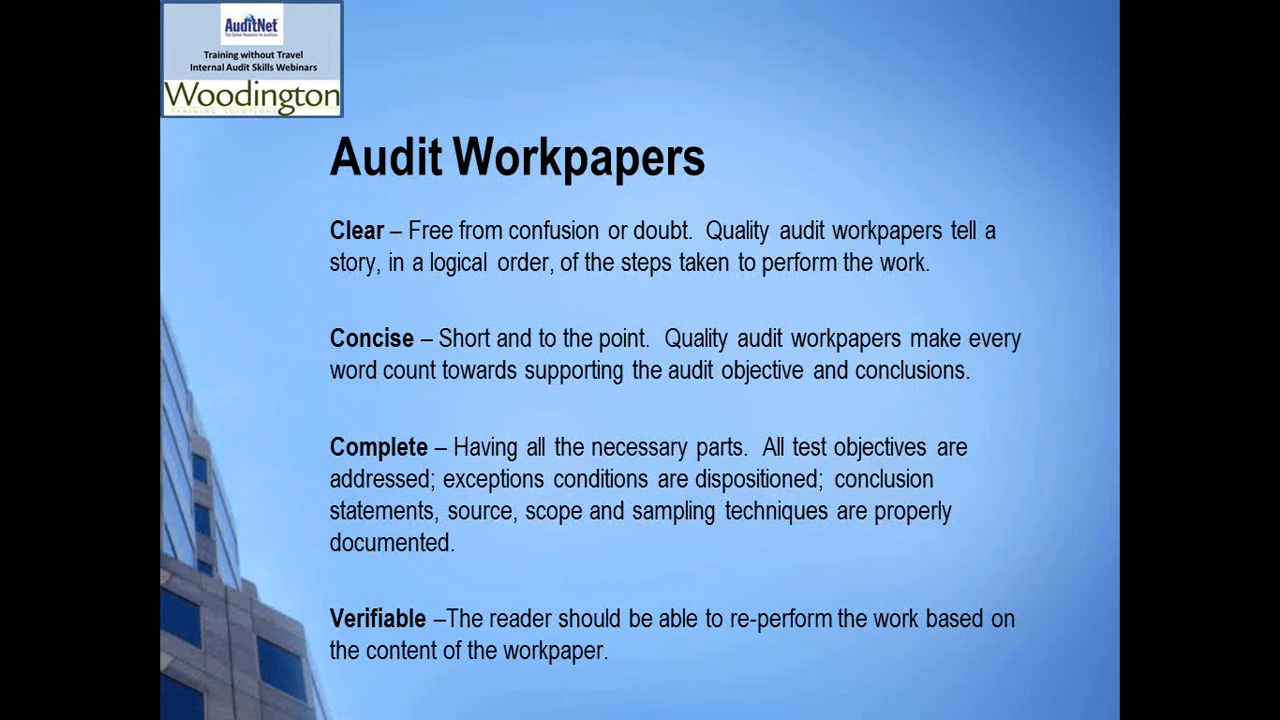 AuditNet
Training without Travel
Internal Audit Skills Webinars
Woodington
TRAINING SOLUTIONS
Audit Workpapers
Clear – Free from confusion or doubt. Quality audit workpapers tell a
story, in a logical order, of the steps taken to perform the work.
Concise – Short and to the point. Quality audit workpapers make every
word count towards supporting the audit objective and conclusions.
Complete – Having all the necessary parts. All test objectives are
addressed; exceptions conditions are dispositioned; conclusion
statements, source, scope and sampling techniques are properly
documented.
Verifiable –The reader should be able to re-perform the work based on
the content of the workpaper.